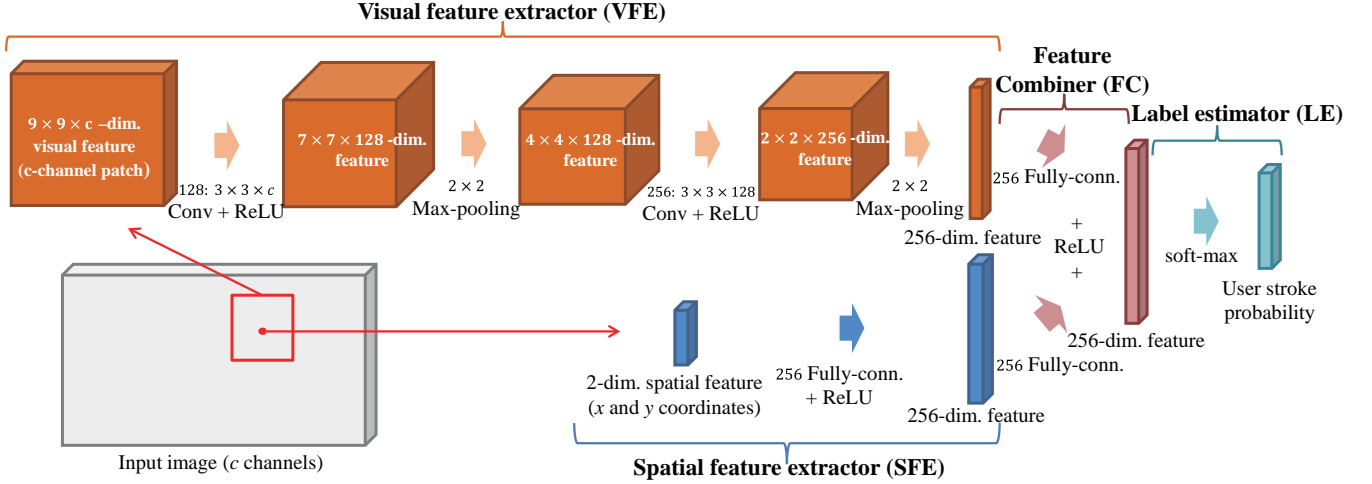 Visual feature extractor (VFE)
9 × 9 × c –dim.
visual feature
(c-channel patch)
128: 3 × 3 × c
Conv + ReLU
7 × 7 × 128 -dim.
feature
2 × 2
Max-pooling
4 × 4 × 128 -dim.
feature
256: 3 × 3 × 128
Conv + ReLU
2 × 2 × 256 -dim.
feature
2 × 2
Max-pooling
256-dim. feature
Feature
Combiner (FC)
256 Fully-conn.
+
ReLU
+
256 Fully-conn.
256-dim. feature
Label estimator (LE)
soft-max
User stroke
probability
Input image (c channels)
2-dim. spatial feature
(x and y coordinates)
256 Fully-conn.
+ ReLU
256-dim. feature
Spatial feature extractor (SFE)